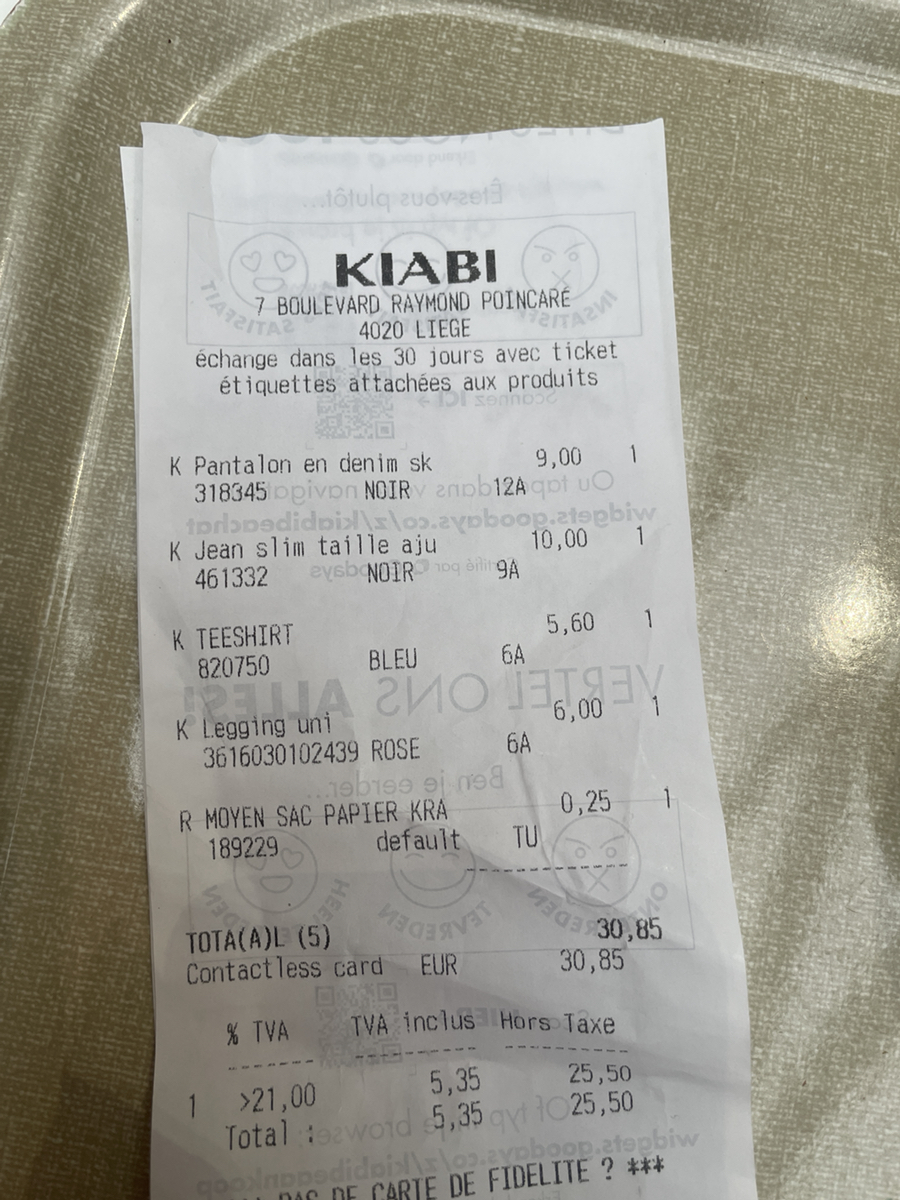 KIABI
7 BOULEVARD RAYMOND POINCARÉ
4020 LIEGE
échange dans les 30 jours avec ticket
étiquettes attachées aux produits
K Pantalon en denim sk 9,00 1
318345 NOIR 12A
K Jean slim taille aju 10,00 1
461332 NOIR 9A
K TEESHIRT 5,60 1
820750 BLEU 6A
K Legging uni 6,00 1
3616030102439 ROSE 6A
R MOYEN SAC PAPIER KRA 0,25 1
189229 default TU
TOTA(A)L (5) 30,85
Contactless card EUR 30,85
% TVA TVA inclus Hors Taxe
1 >21,00 5,35 25,50
Total : 5,35 25,50
PAS DE CARTE DE FIDELITE ? ***